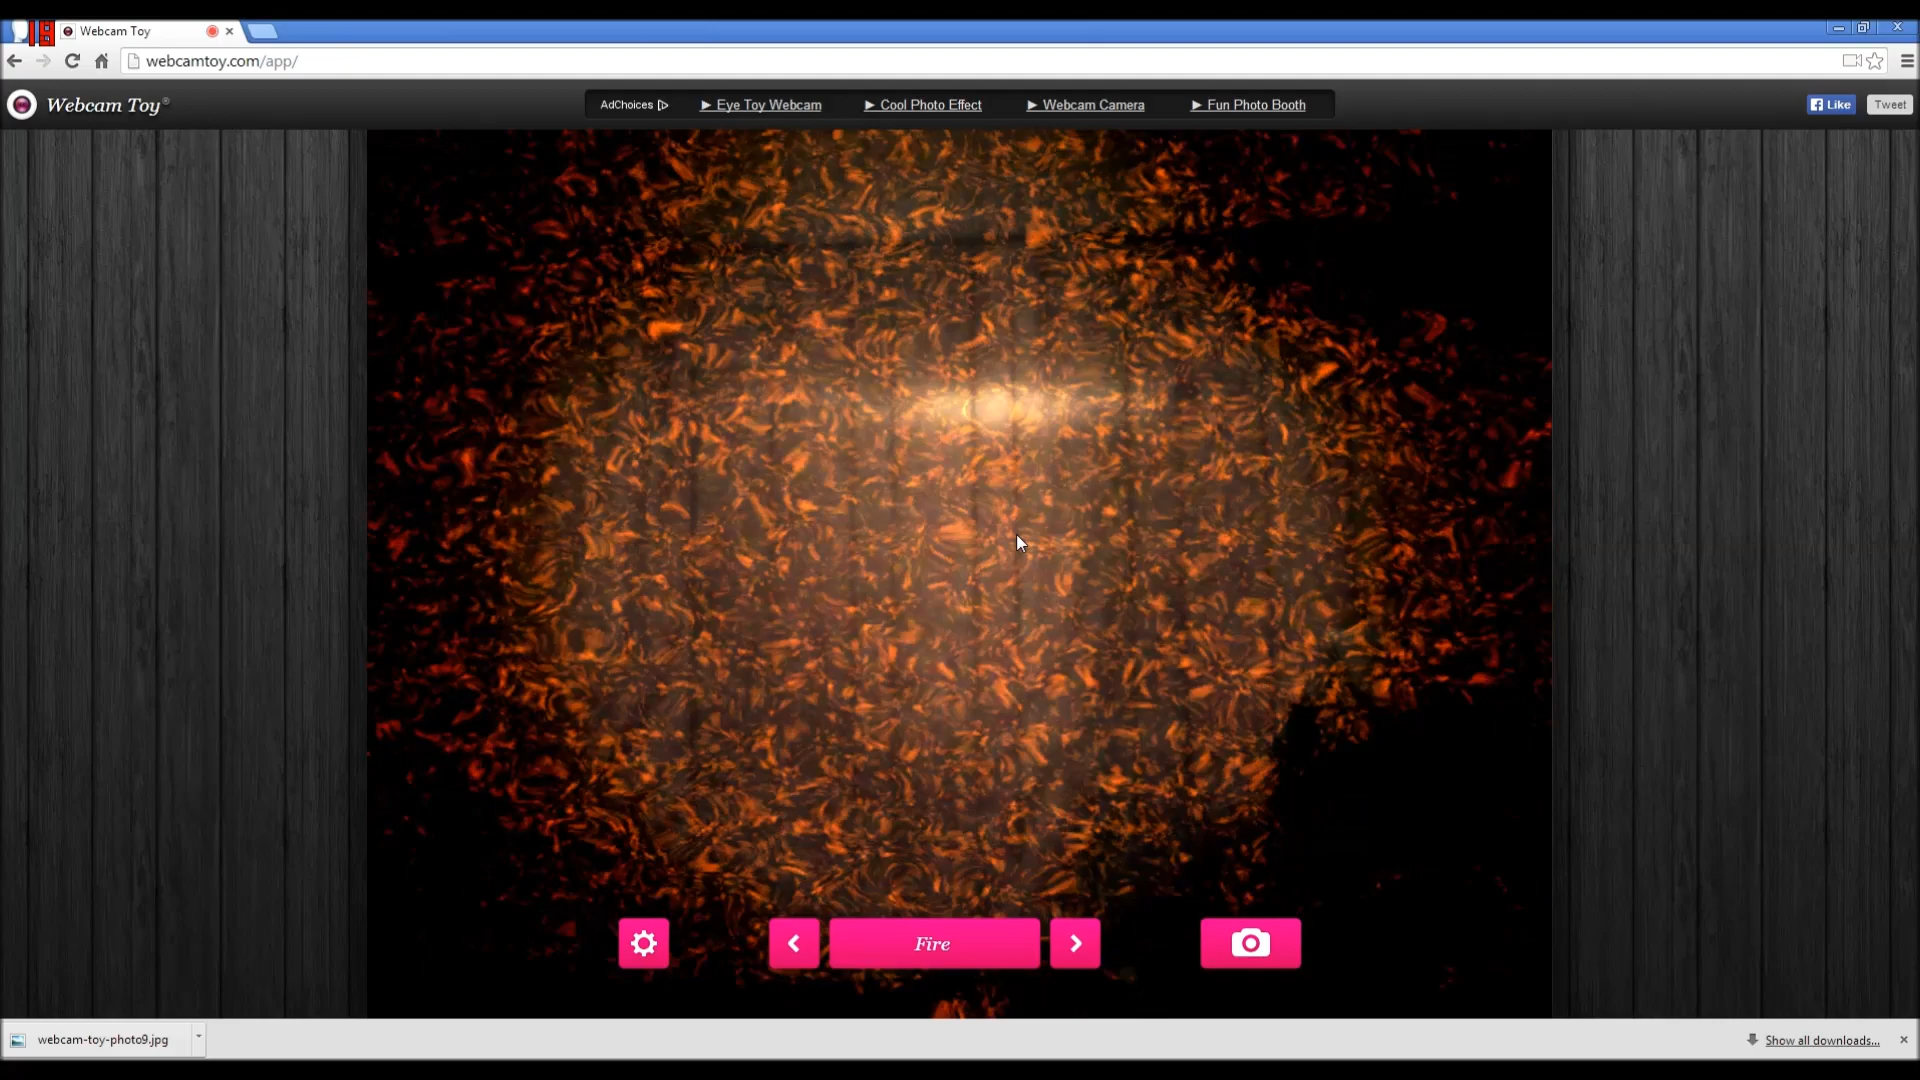 19
Webcam Toy
webcamtoy.com/app/
Webcam Toy®
AdChoices
Eye Toy Webcam
Cool Photo Effect
Webcam Camera
Fun Photo Booth
Like
Tweet
Fire
webcam-toy-photo9.jpg
Show all downloads...